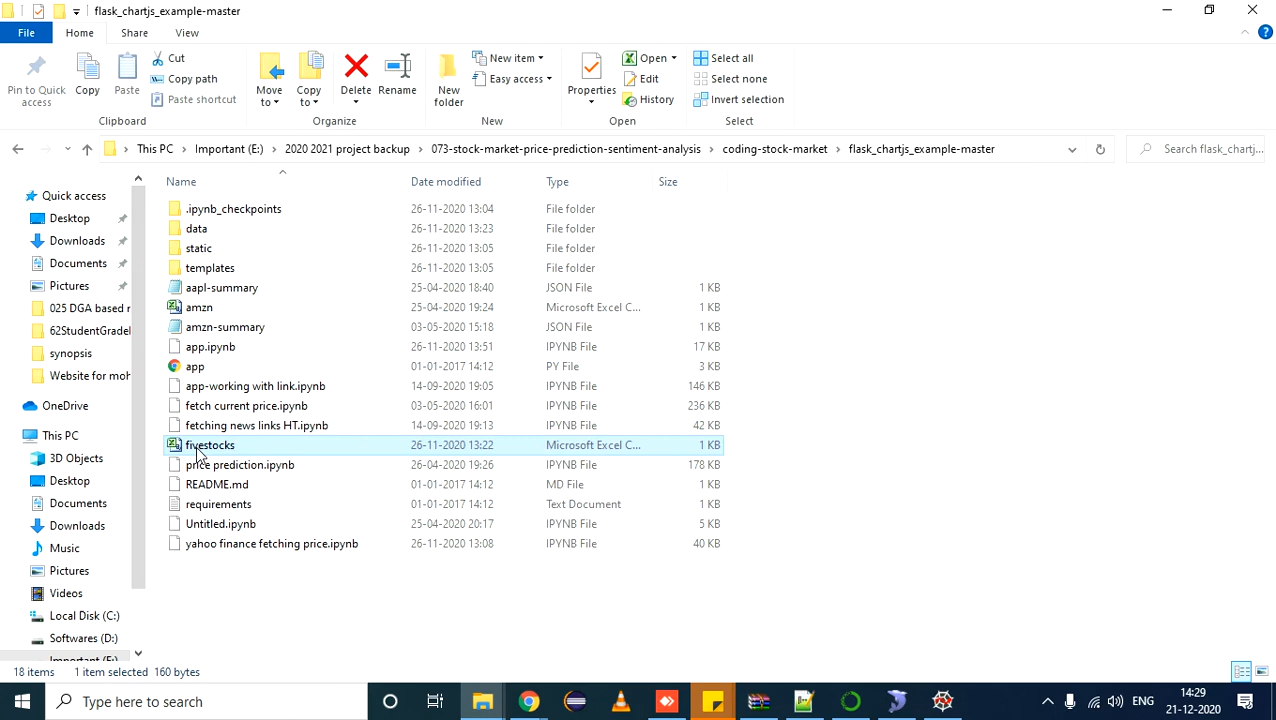 flask_chartjs_example-master
File Home Share View
Pin to Quick access
Copy
Paste
Cut
Copy path
Paste shortcut
Clipboard
Move to
Copy to
Delete
Rename
Organize
New folder
New item
Easy access
New
Properties
Open
Edit
History
Open
Select all
Select none
Invert selection
Select
This PC Important (E:) 2020 2021 project backup 073-stock-market-price-prediction-sentiment-analysis coding-stock-market flask_chartjs_example-master
Search flask_chartj...
Quick access
Desktop
Downloads
Documents
Pictures
025 DGA based r
62StudentGradel
synopsis
Website for moh
OneDrive
This PC
3D Objects
Desktop
Documents
Downloads
Music
Pictures
Videos
Local Disk (C:)
Softwares (D:)
Important (E:)
Name Date modified Type Size
.ipynb_checkpoints 26-11-2020 13:04 File folder
data 26-11-2020 13:23 File folder
static 26-11-2020 13:05 File folder
templates 26-11-2020 13:05 File folder
aapl-summary 25-04-2020 18:40 JSON File 1 KB
amzn 25-04-2020 19:24 Microsoft Excel C... 1 KB
amzn-summary 03-05-2020 15:18 JSON File 1 KB
app.ipynb 26-11-2020 13:51 IPYNB File 17 KB
app 01-01-2017 14:12 PY File 3 KB
app-working with link.ipynb 14-09-2020 19:05 IPYNB File 146 KB
fetch current price.ipynb 03-05-2020 16:01 IPYNB File 236 KB
fetching news links HT.ipynb 14-09-2020 19:13 IPYNB File 42 KB
fivestocks 26-11-2020 13:22 Microsoft Excel C... 1 KB
price prediction.ipynb 26-04-2020 19:26 IPYNB File 178 KB
README.md 01-01-2017 14:12 MD File 1 KB
requirements 01-01-2017 14:12 Text Document 1 KB
Untitled.ipynb 25-04-2020 20:17 IPYNB File 5 KB
yahoo finance fetching price.ipynb 26-11-2020 13:08 IPYNB File 40 KB
18 items 1 item selected 160 bytes
Type here to search
ENG
14:29
21-12-2020